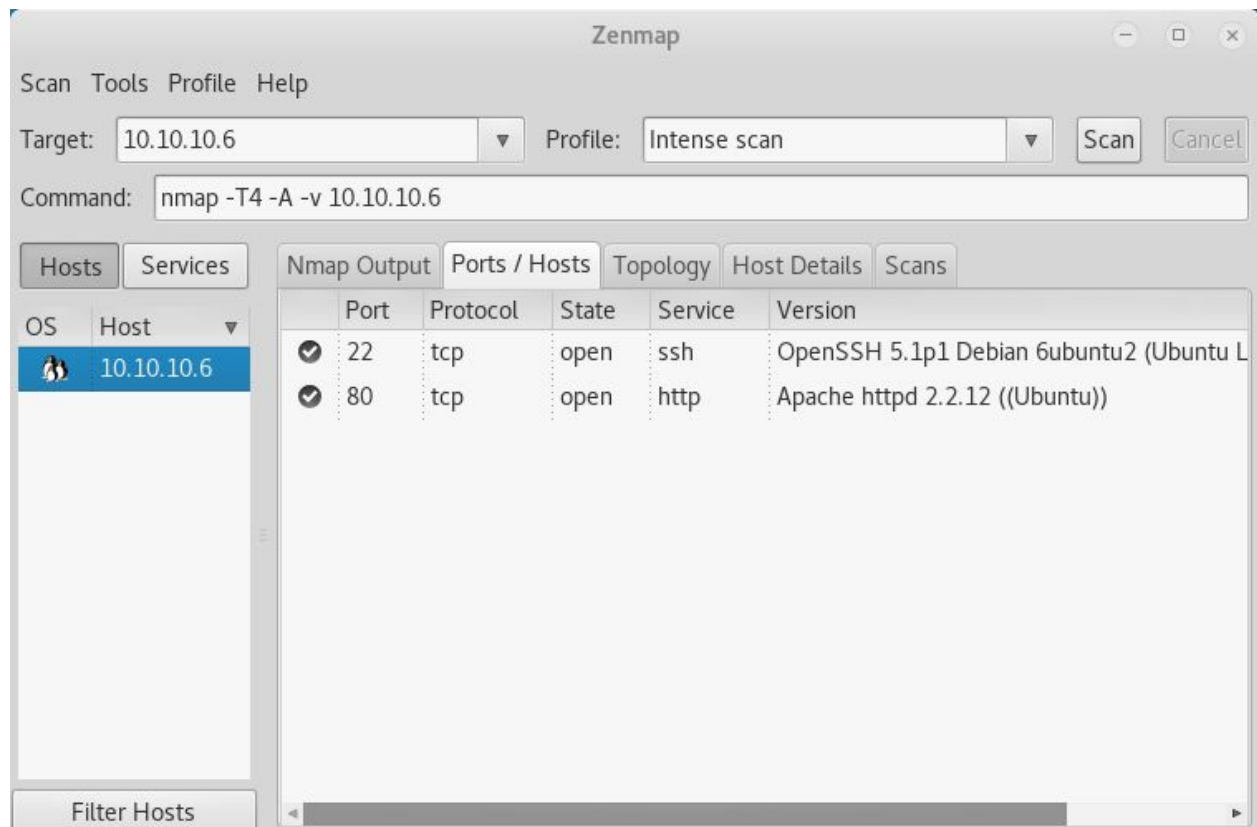 Zenmap
Scan Tools Profile Help
Target: 10.10.10.6 Profile: Intense scan Scan Cancel
Command: nmap -T4 -A -v 10.10.10.6
Hosts Services Nmap Output Ports / Hosts Topology Host Details Scans
OS Host Port Protocol State Service Version
10.10.10.6
22 tcp open ssh OpenSSH 5.1p1 Debian 6ubuntu2 (Ubuntu L
80 tcp open http Apache httpd 2.2.12 ((Ubuntu))
Filter Hosts